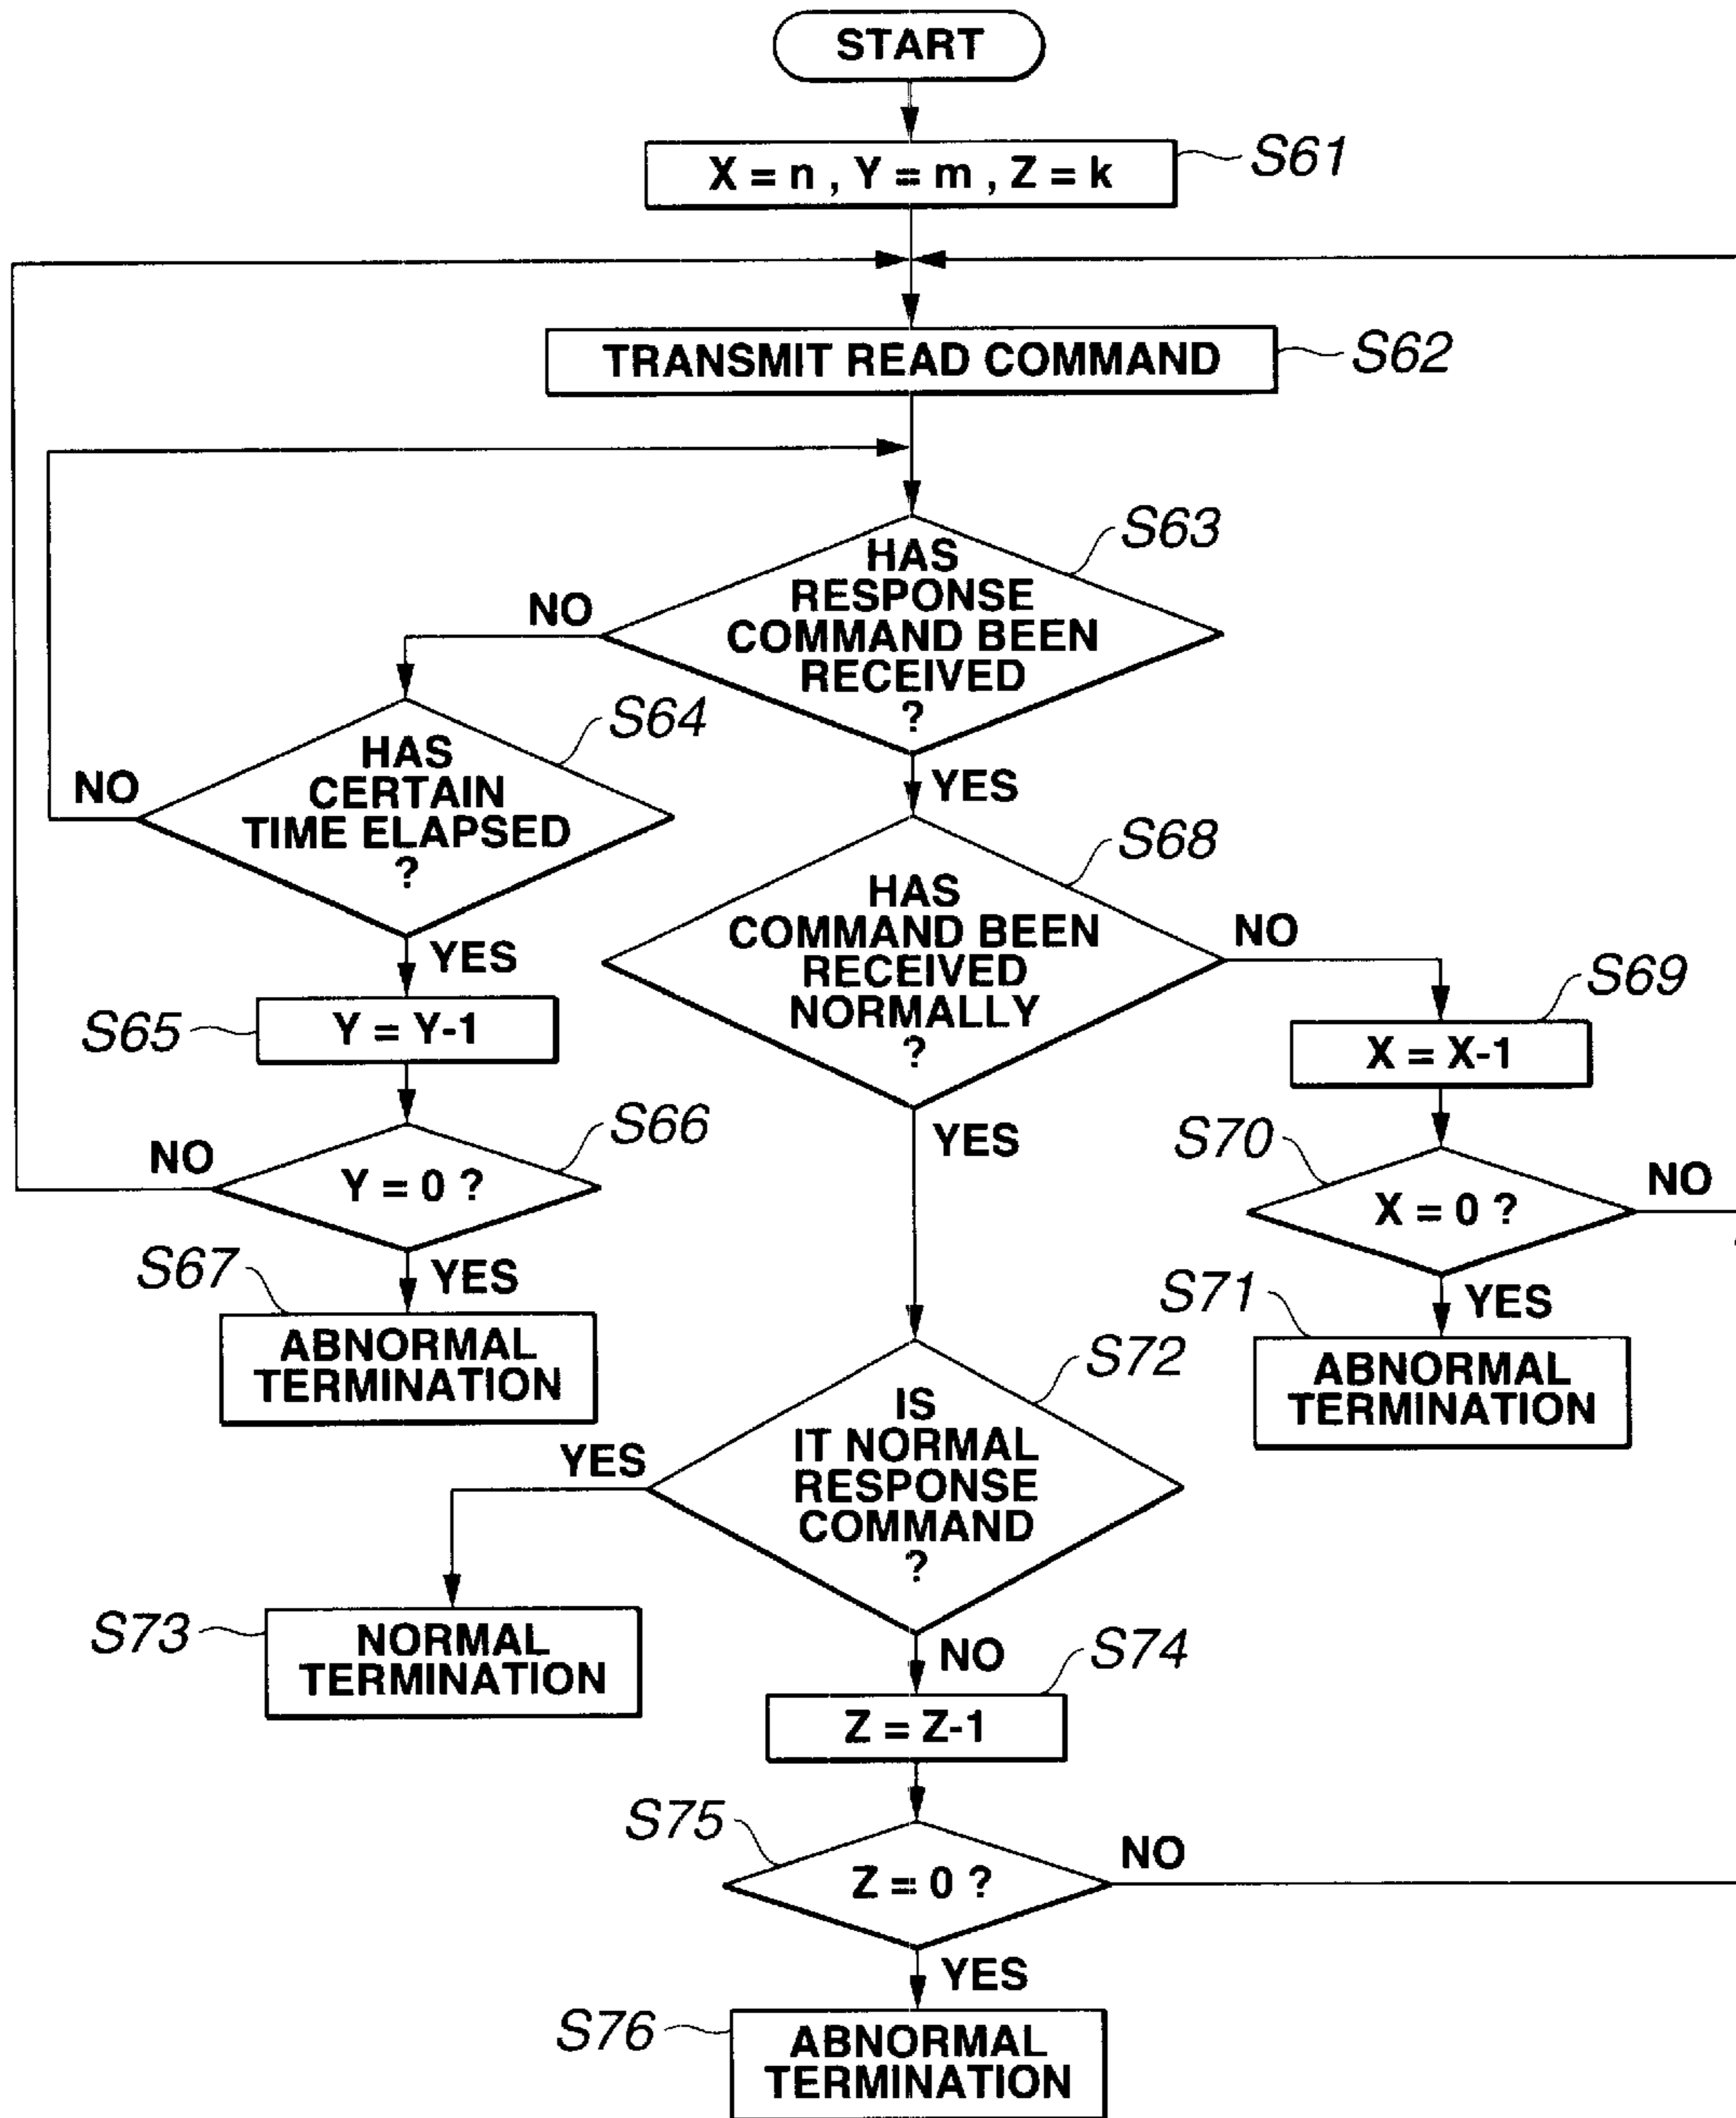 START
X = n , Y = m , Z = k
S61
TRANSMIT READ COMMAND
S62
HAS
RESPONSE
COMMAND BEEN
RECEIVED
?
S63
NO
YES
HAS
CERTAIN
TIME ELAPSED
?
S64
NO
YES
S65
Y = Y-1
Y = 0 ?
S66
NO
YES
S67
ABNORMAL
TERMINATION
HAS
COMMAND BEEN
RECEIVED
NORMALLY
?
S68
NO
YES
S69
X = X-1
S70
X = 0 ?
NO
YES
S71
ABNORMAL
TERMINATION
IS
IT NORMAL
RESPONSE
COMMAND
?
S72
YES
NO
S73
NORMAL
TERMINATION
S74
Z = Z-1
S75
Z = 0 ?
NO
YES
S76
ABNORMAL
TERMINATION